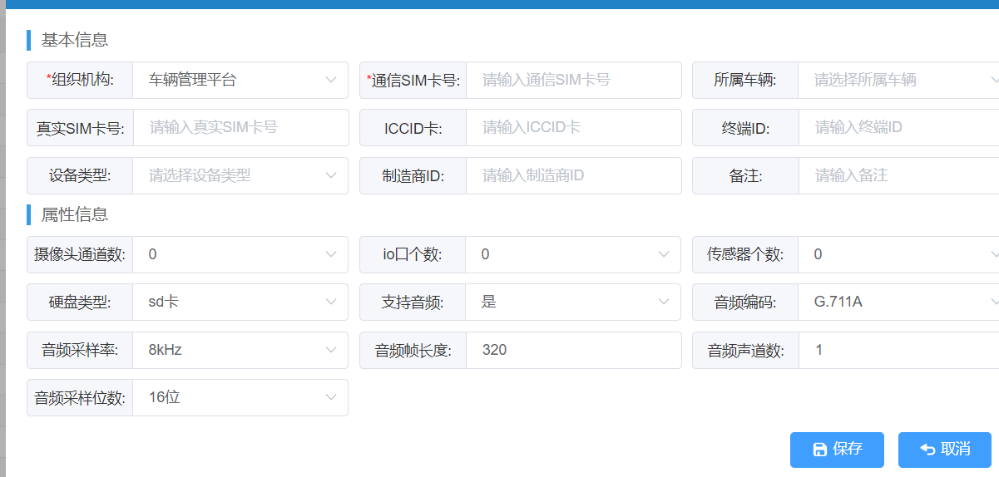 基本信息
*组织机构: 车辆管理平台 *通信SIM卡号: 请输入通信SIM卡号 所属车辆: 请选择所属车辆
真实SIM卡号: 请输入真实SIM卡号 ICCID卡: 请输入ICCID卡 终端ID: 请输入终端ID
设备类型: 请选择设备类型 制造商ID: 请输入制造商ID 备注: 请输入备注
属性信息
摄像头通道数: 0 io口个数: 0 传感器个数: 0
硬盘类型: sd卡 支持音频: 是 音频编码: G.711A
音频采样率: 8kHz 音频帧长度: 320 音频声道数: 1
音频采样位数: 16位
保存 取消